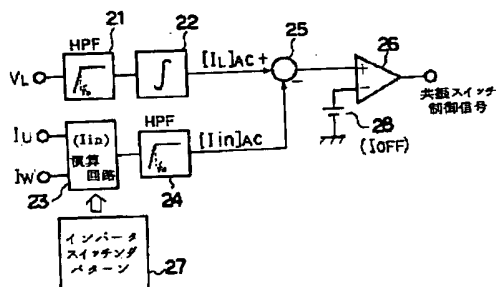 21
22
HPF
VL
[IL]AC +
25
26
−
+
−
共振スイッチ
制御信号
28
(IOFF)
IU
IW
(Iin)
演算
回路
23
HPF
24
[Iin]AC
インバータ
スイッチング
パターン
27